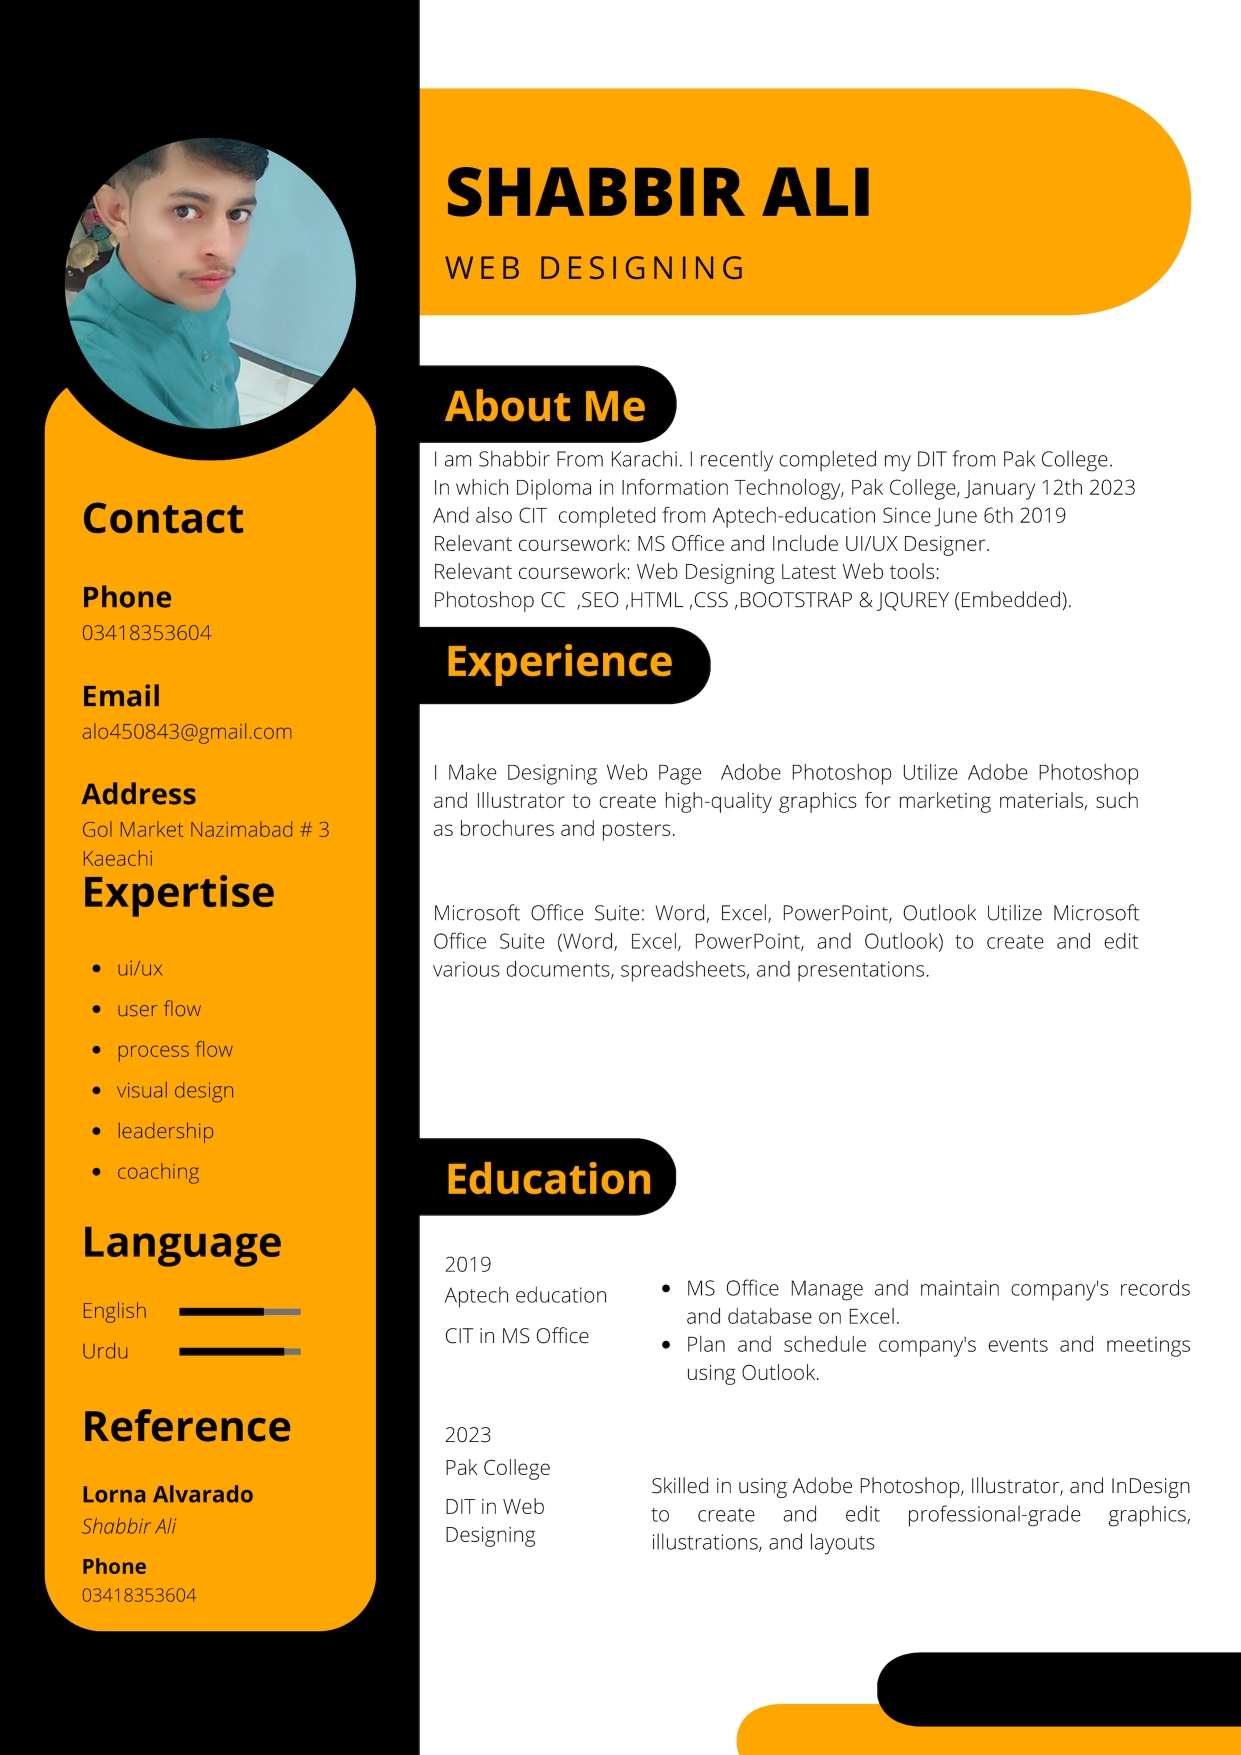 SHABBIR ALI
WEB DESIGNING
Contact
Phone
03418353604
Email
alo450843@gmail.com
Address
Gol Market Nazimabad # 3
Kaeachi
Expertise
ui/ux
user flow
process flow
visual design
leadership
coaching
Language
English
Urdu
Reference
Lorna Alvarado
Shabbir Ali
Phone
03418353604
About Me
I am Shabbir From Karachi. I recently completed my DIT from Pak College.
In which Diploma in Information Technology, Pak College, January 12th 2023
And also CIT  completed from Aptech-education Since June 6th 2019
Relevant coursework: MS Office and Include UI/UX Designer.
Relevant coursework: Web Designing Latest Web tools:
Photoshop CC  ,SEO ,HTML ,CSS ,BOOTSTRAP & JQUREY (Embedded).
Experience
I Make Designing Web Page  Adobe Photoshop Utilize Adobe Photoshop
and Illustrator to create high-quality graphics for marketing materials, such
as brochures and posters.
Microsoft Office Suite: Word, Excel, PowerPoint, Outlook Utilize Microsoft
Office Suite (Word, Excel, PowerPoint, and Outlook) to create and edit
various documents, spreadsheets, and presentations.
Education
2019
Aptech education
CIT in MS Office
MS Office Manage and maintain company's records
and database on Excel.
Plan and schedule company's events and meetings
using Outlook.
2023
Pak College
DIT in Web
Designing
Skilled in using Adobe Photoshop, Illustrator, and InDesign
to create and edit professional-grade graphics,
illustrations, and layouts